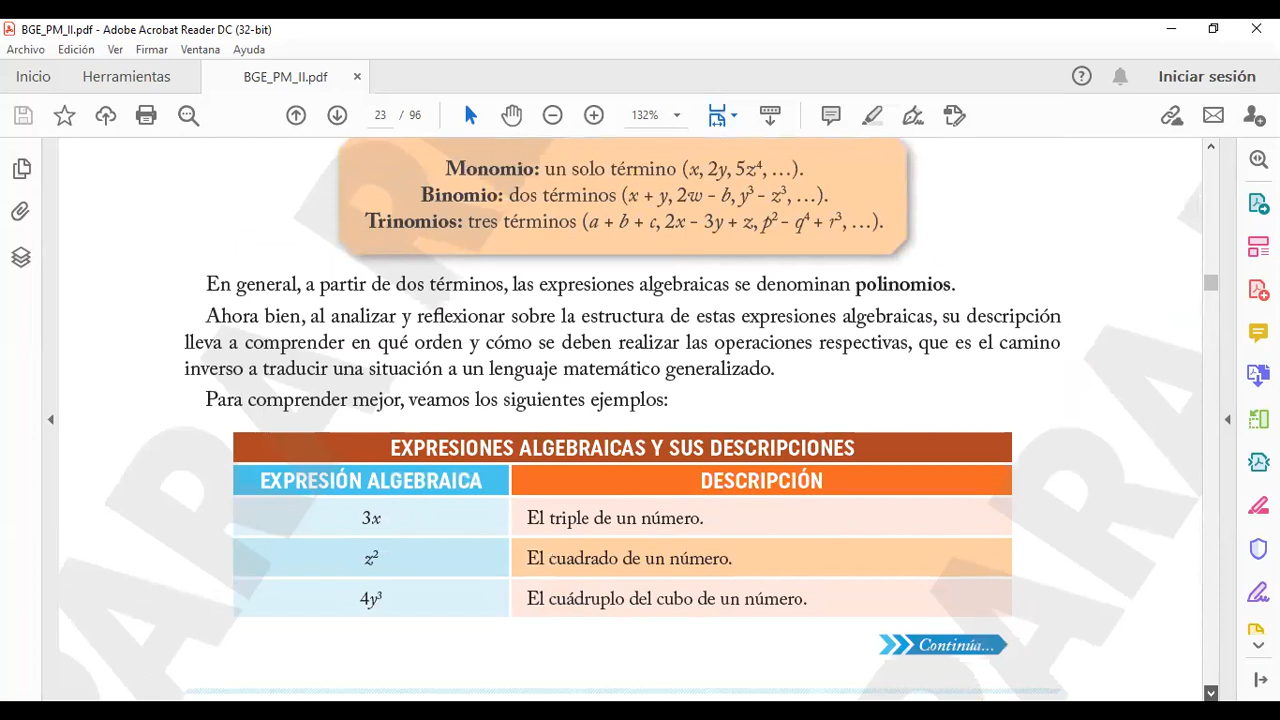 BGE_PM_II.pdf - Adobe Acrobat Reader DC (32-bit)
Archivo Edición Ver Firmar Ventana Ayuda
Inicio Herramientas BGE_PM_II.pdf × Iniciar sesión
23 / 96 132%
Monomio: un solo término (x, 2y, 5z⁴, …).
Binomio: dos términos (x + y, 2w – b, y³ – z³, …).
Trinomios: tres términos (a + b + c, 2x – 3y + z, p² – q⁴ + r³, …).
En general, a partir de dos términos, las expresiones algebraicas se denominan polinomios.
Ahora bien, al analizar y reflexionar sobre la estructura de estas expresiones algebraicas, su descripción
lleva a comprender en qué orden y cómo se deben realizar las operaciones respectivas, que es el camino
inverso a traducir una situación a un lenguaje matemático generalizado.
Para comprender mejor, veamos los siguientes ejemplos:
EXPRESIONES ALGEBRAICAS Y SUS DESCRIPCIONES
EXPRESIÓN ALGEBRAICA DESCRIPCIÓN
3x El triple de un número.
z² El cuadrado de un número.
4y³ El cuádruplo del cubo de un número.
Continúa...